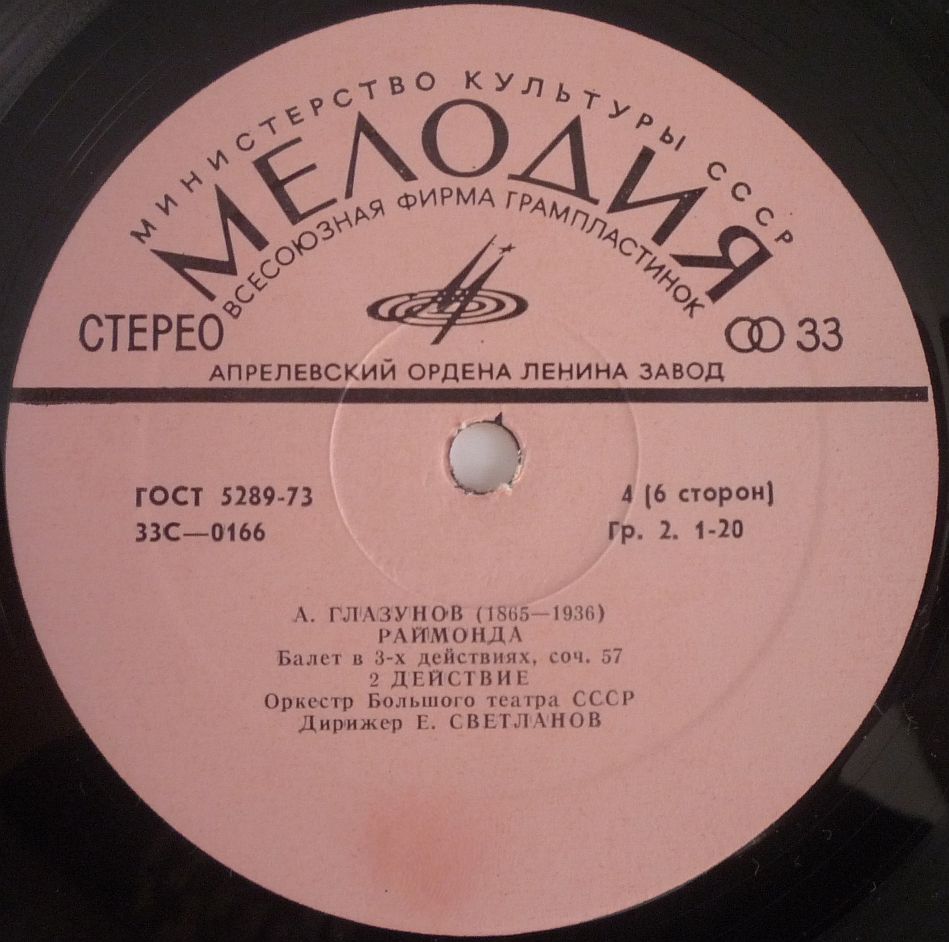 МИНИСТЕРСТВО КУЛЬТУРЫ СССР
МЕЛОДИЯ
ВСЕСОЮЗНАЯ ФИРМА ГРАМПЛАСТИНОК
СТЕРЕО
33
АПРЕЛЕВСКИЙ ОРДЕНА ЛЕНИНА ЗАВОД
ГОСТ 5289-73
4 (6 сторон)
33С—0166
Гр. 2. 1-20
А. ГЛАЗУНОВ (1865—1936)
РАЙМОНДА
Балет в 3-х действиях, соч. 57
2 ДЕЙСТВИЕ
Оркестр Большого театра СССР
Дирижер Е. СВЕТЛАНОВ